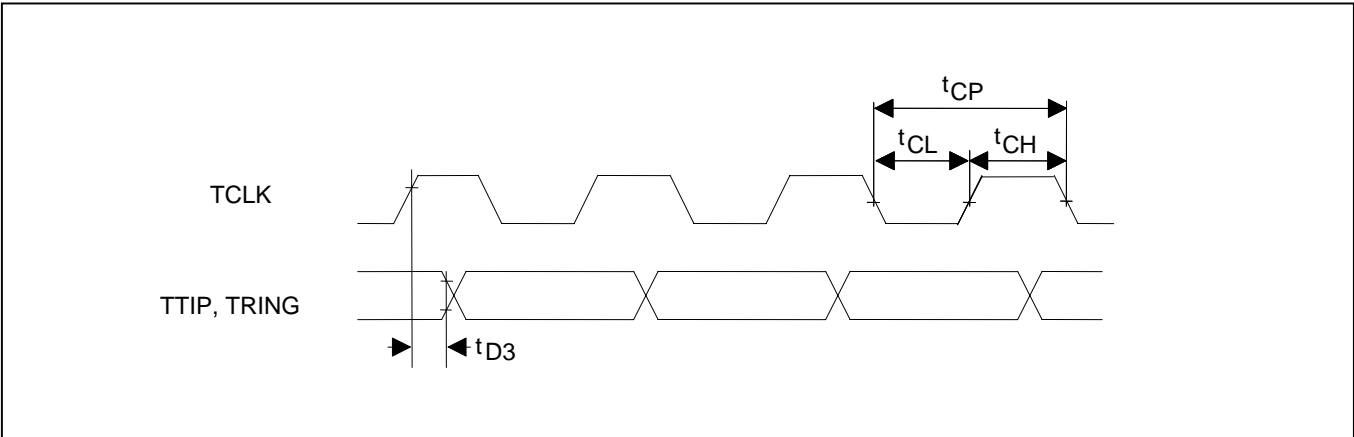 tCP
tCL tCH
TCLK
TTIP, TRING
tD3